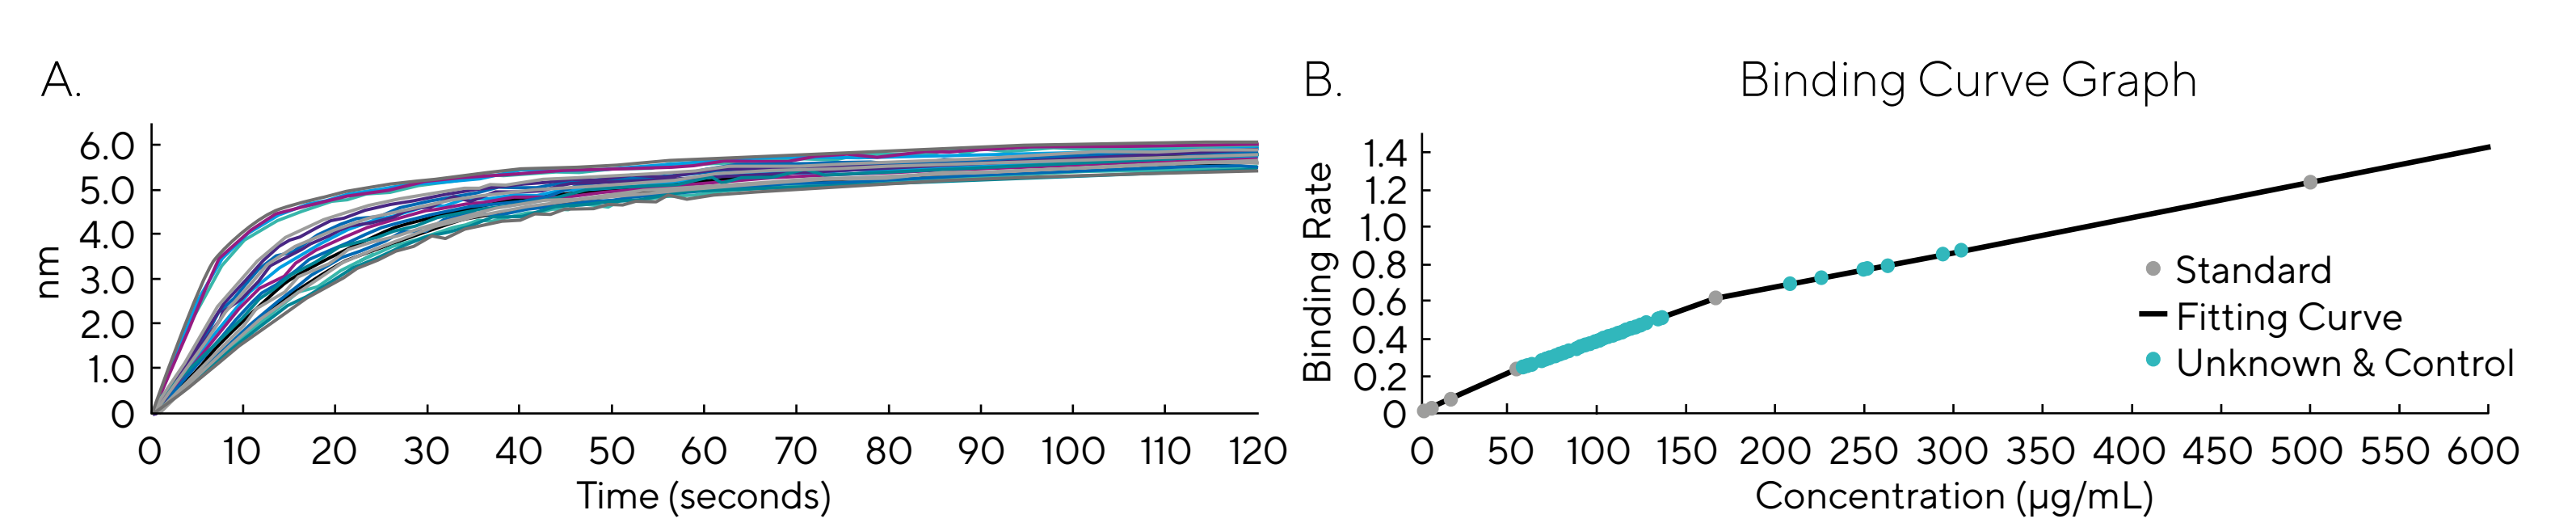 A.
6.0
5.0
4.0
3.0
2.0
1.0
0
nm
0 10 20 30 40 50 60 70 80 90 100 110 120
Time (seconds)
B.
Binding Curve Graph
1.4
1.2
1.0
0.8
0.6
0.4
0.2
0
Binding Rate
Standard
Fitting Curve
Unknown & Control
0 50 100 150 200 250 300 350 400 450 500 550 600
Concentration (µg/mL)